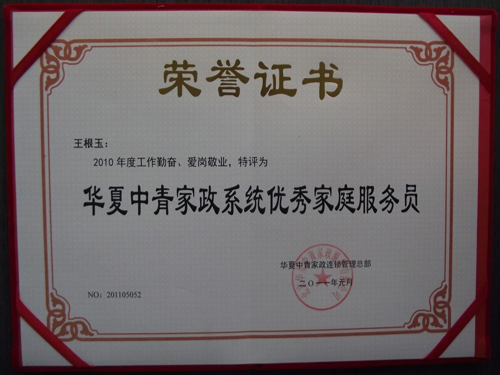 荣誉证书
王根玉：
2010 年度工作勤奋、爱岗敬业，特评为
华夏中青家政系统优秀家庭服务员
华夏中青家政连锁管理总部
二〇一一年元月
NO：201105052